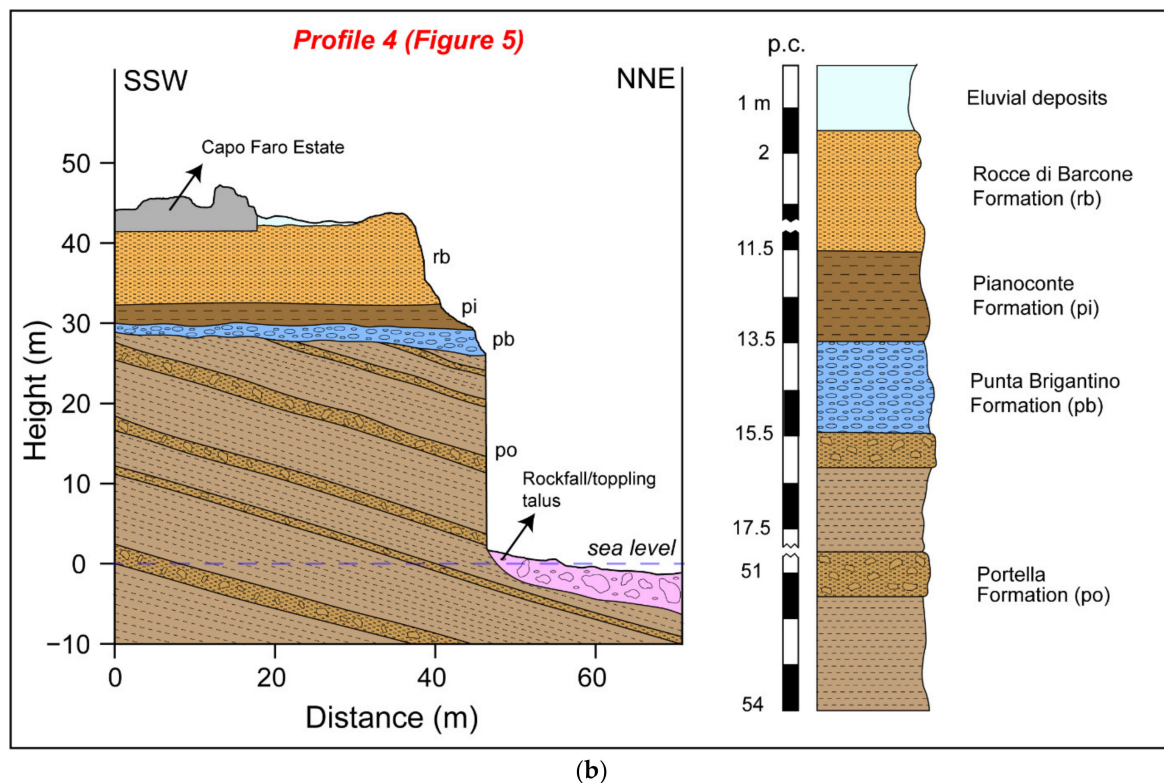 Profile 4 (Figure 5)
SSW
NNE
Capo Faro Estate
50
40
30
20
10
0
−10
Height (m)
rb
pi
pb
po
Rockfall/toppling
talus
sea level
0
20
40
60
Distance (m)
p.c.
1 m
2
11.5
13.5
15.5
17.5
51
54
Eluvial deposits
Rocce di Barcone
Formation (rb)
Pianoconte
Formation (pi)
Punta Brigantino
Formation (pb)
Portella
Formation (po)
(b)